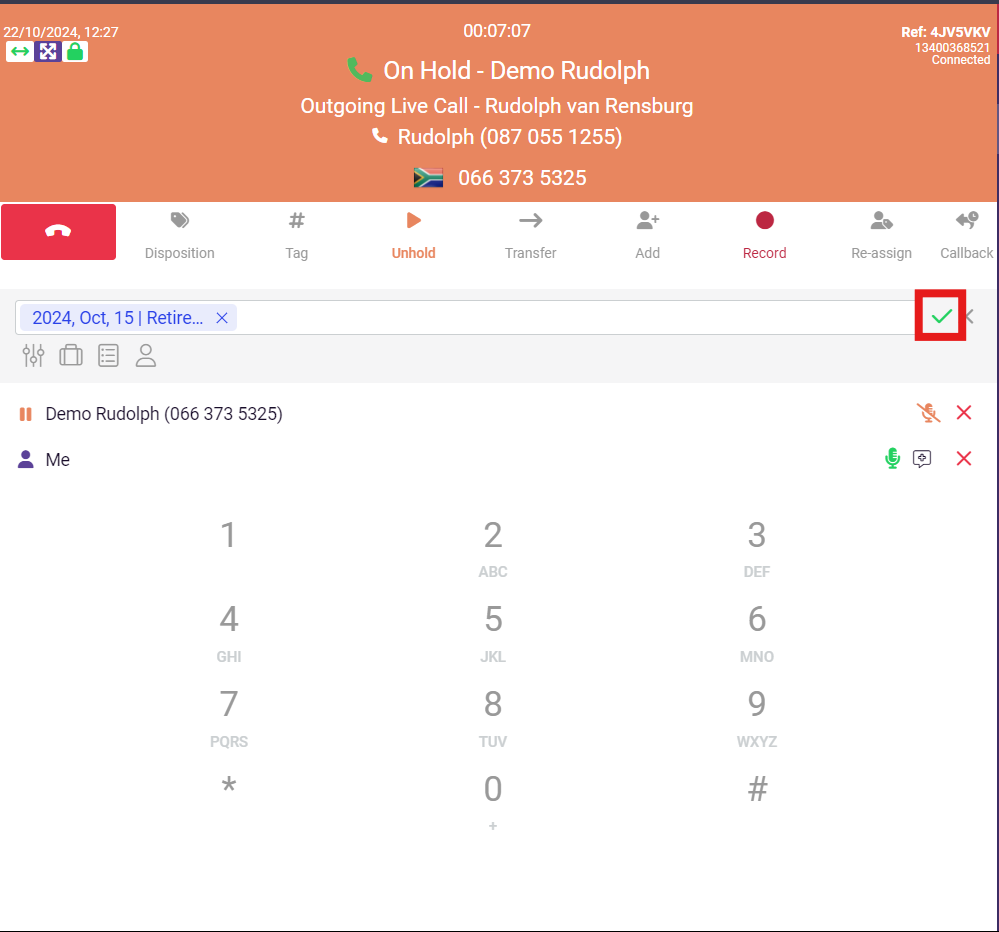 22/10/2024, 12:27
00:07:07
Ref: 4JV5VKV
13400368521
Connected
On Hold - Demo Rudolph
Outgoing Live Call - Rudolph van Rensburg
Rudolph (087 055 1255)
066 373 5325
Disposition
# Tag
Unhold
Transfer
Add
Record
Re-assign
Callback
2024, Oct, 15 | Retire...
Demo Rudolph (066 373 5325)
Me
1 2 3
ABC DEF
4 5 6
GHI JKL MNO
7 8 9
PQRS TUV WXYZ
* 0 #
+